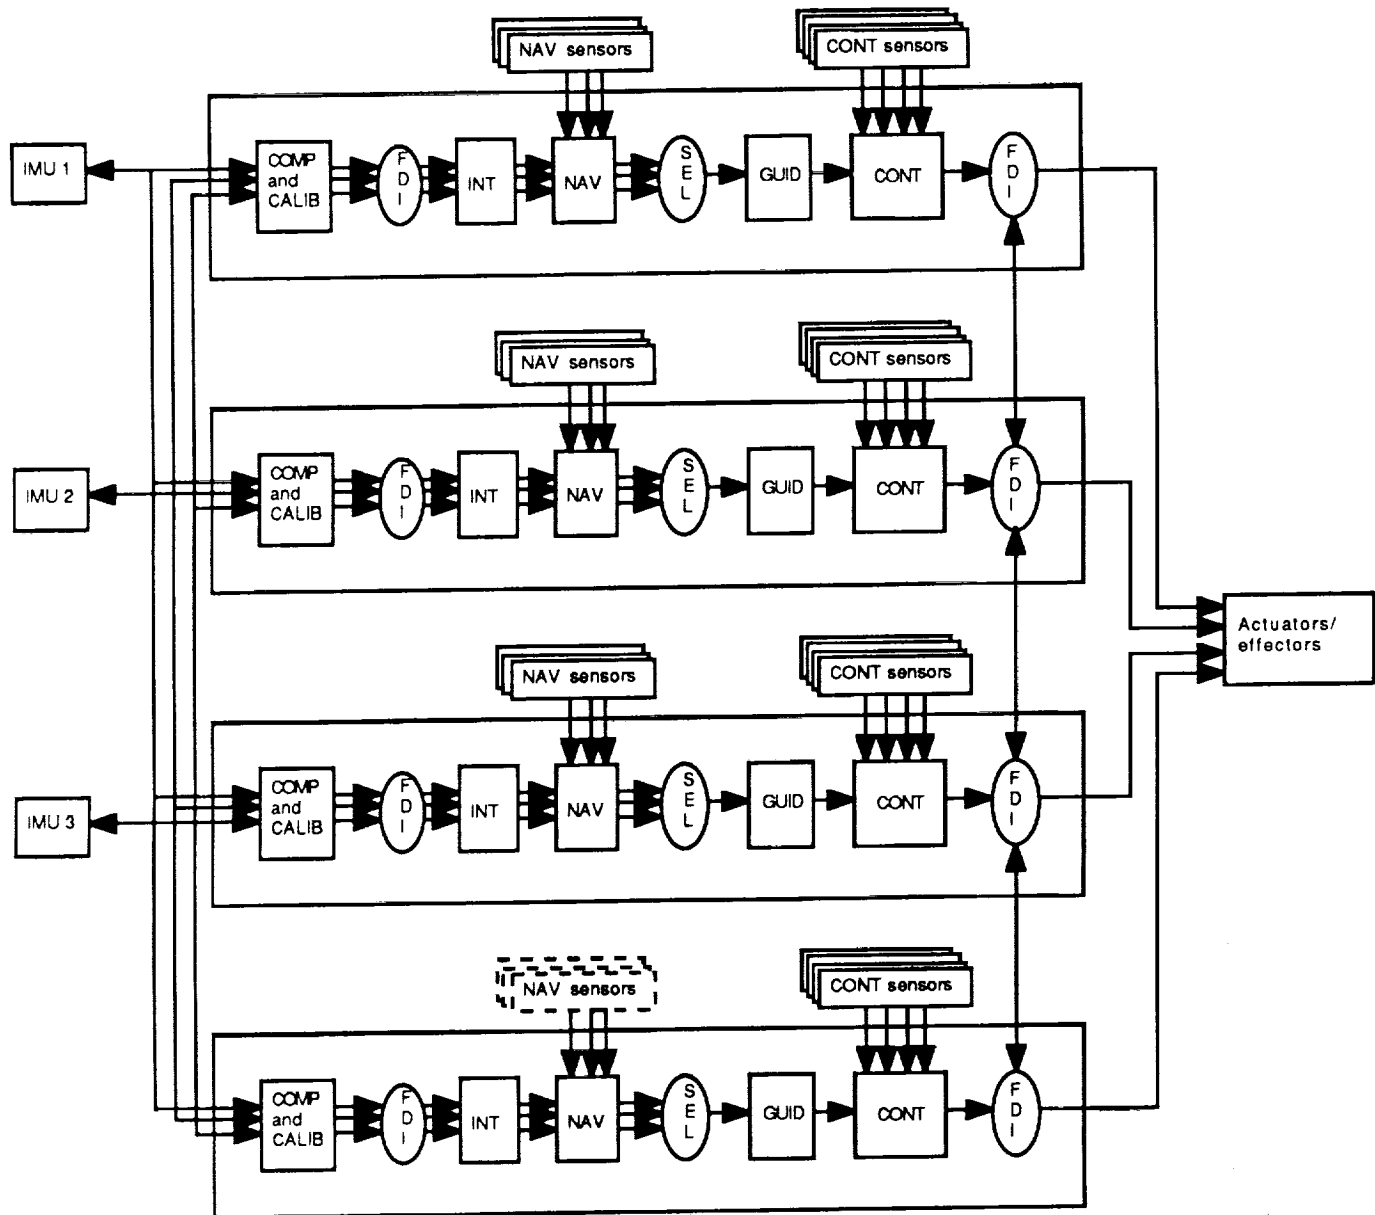 NAV sensors
CONT sensors
IMU 1
COMP
and
CALIB
F
D
I
INT
NAV
S
E
L
GUID
CONT
F
D
I
NAV sensors
CONT sensors
IMU 2
COMP
and
CALIB
F
D
I
INT
NAV
S
E
L
GUID
CONT
F
D
I
Actuators/
effectors
NAV sensors
CONT sensors
IMU 3
COMP
and
CALIB
F
D
I
INT
NAV
S
E
L
GUID
CONT
F
D
I
NAV sensors
CONT sensors
COMP
and
CALIB
F
D
I
INT
NAV
S
E
L
GUID
CONT
F
D
I